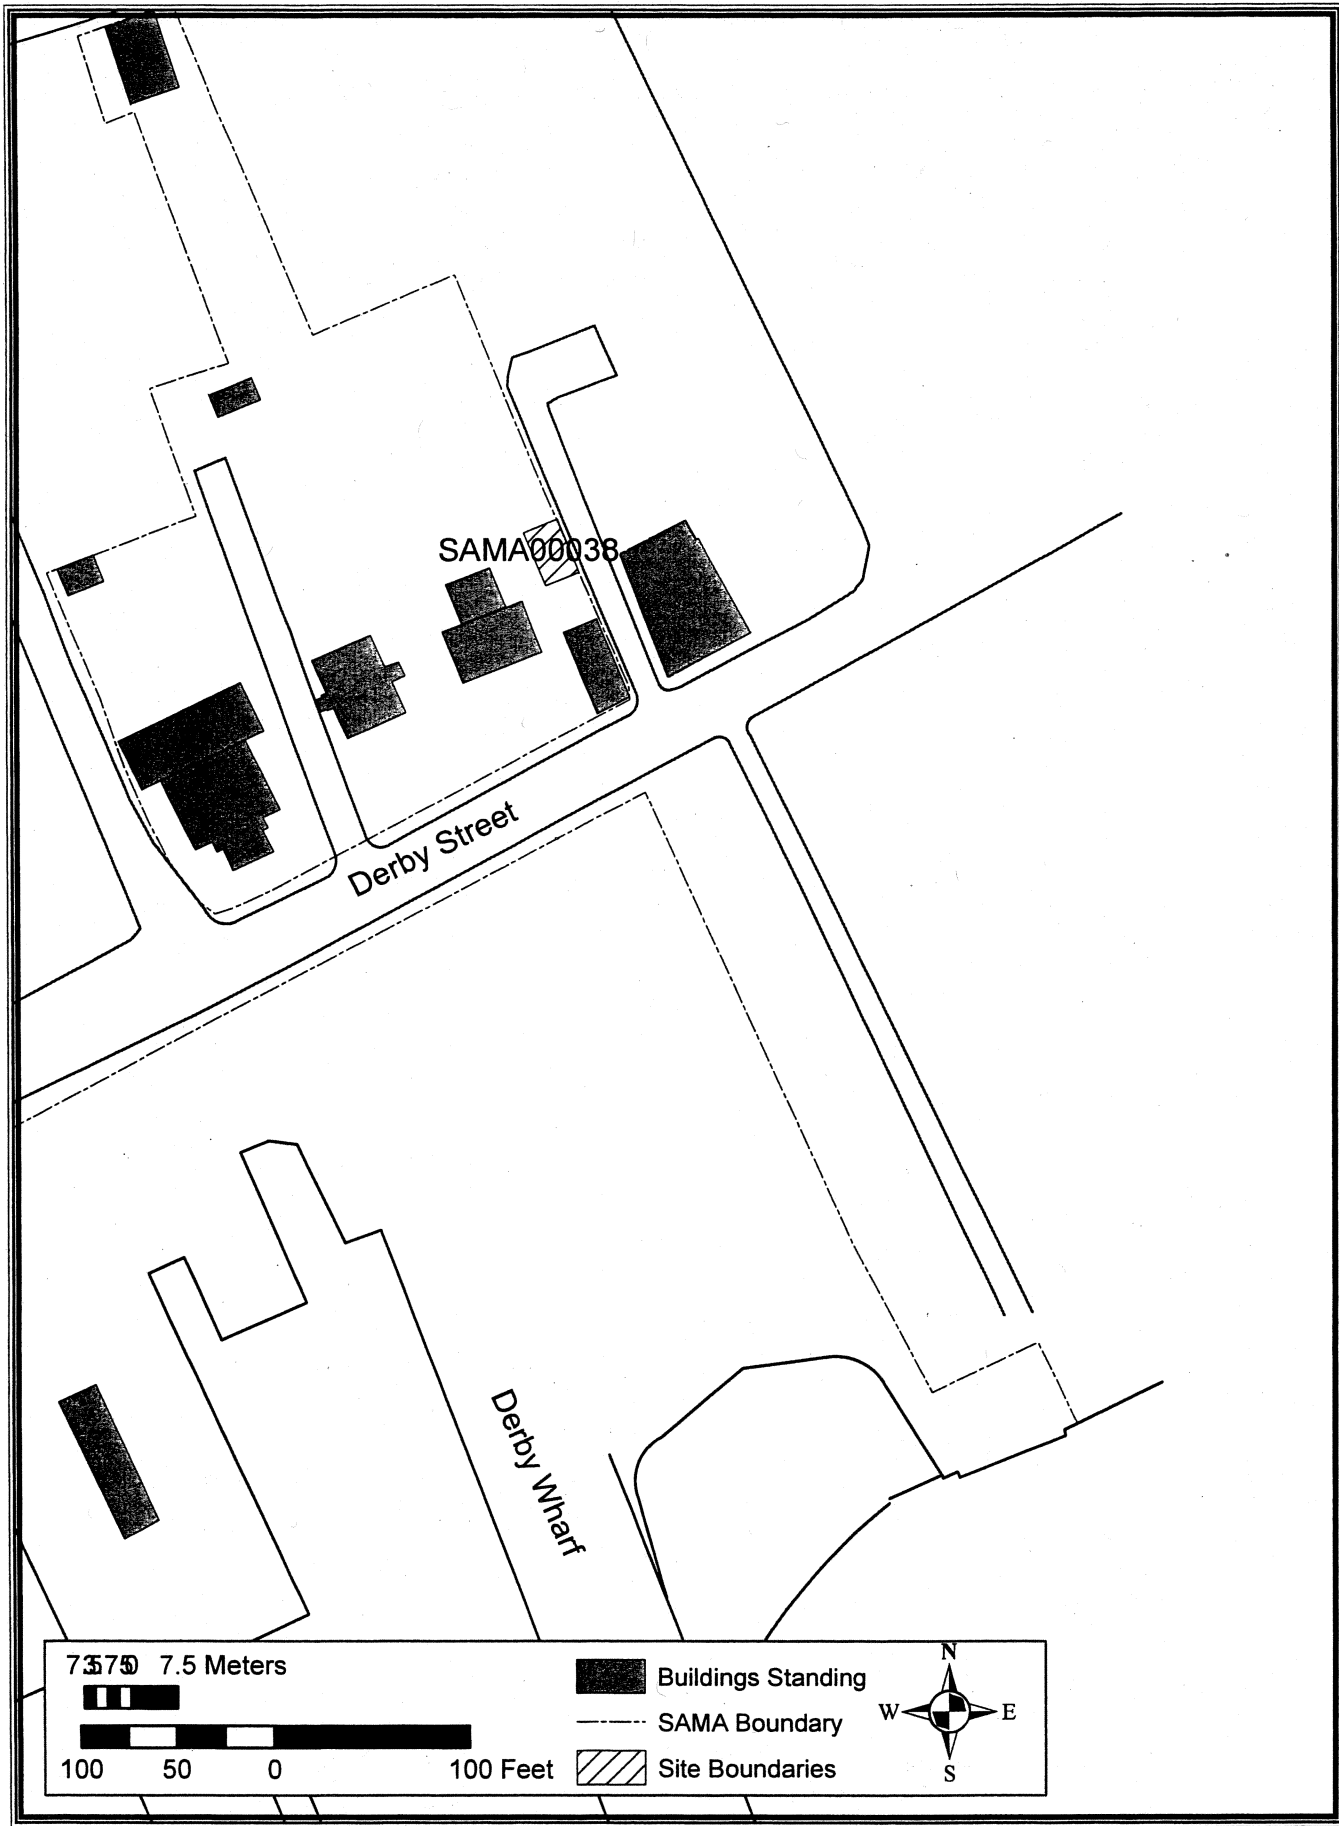 SAMA00038
Derby Street
Derby Wharf
7.5 Meters
100 50 0 100 Feet
Buildings Standing
SAMA Boundary
Site Boundaries
N
W E
S